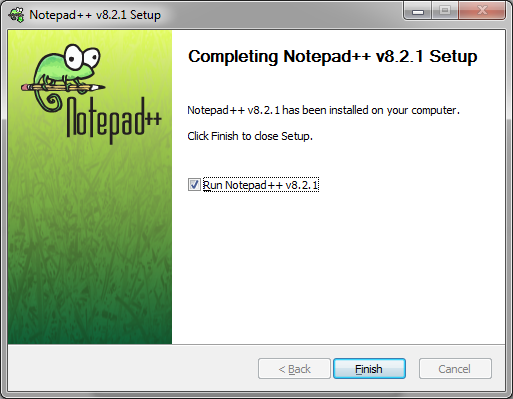 Notepad++ v8.2.1 Setup
Notepad++
Completing Notepad++ v8.2.1 Setup
Notepad++ v8.2.1 has been installed on your computer.
Click Finish to close Setup.
Run Notepad++ v8.2.1
< Back
Finish
Cancel